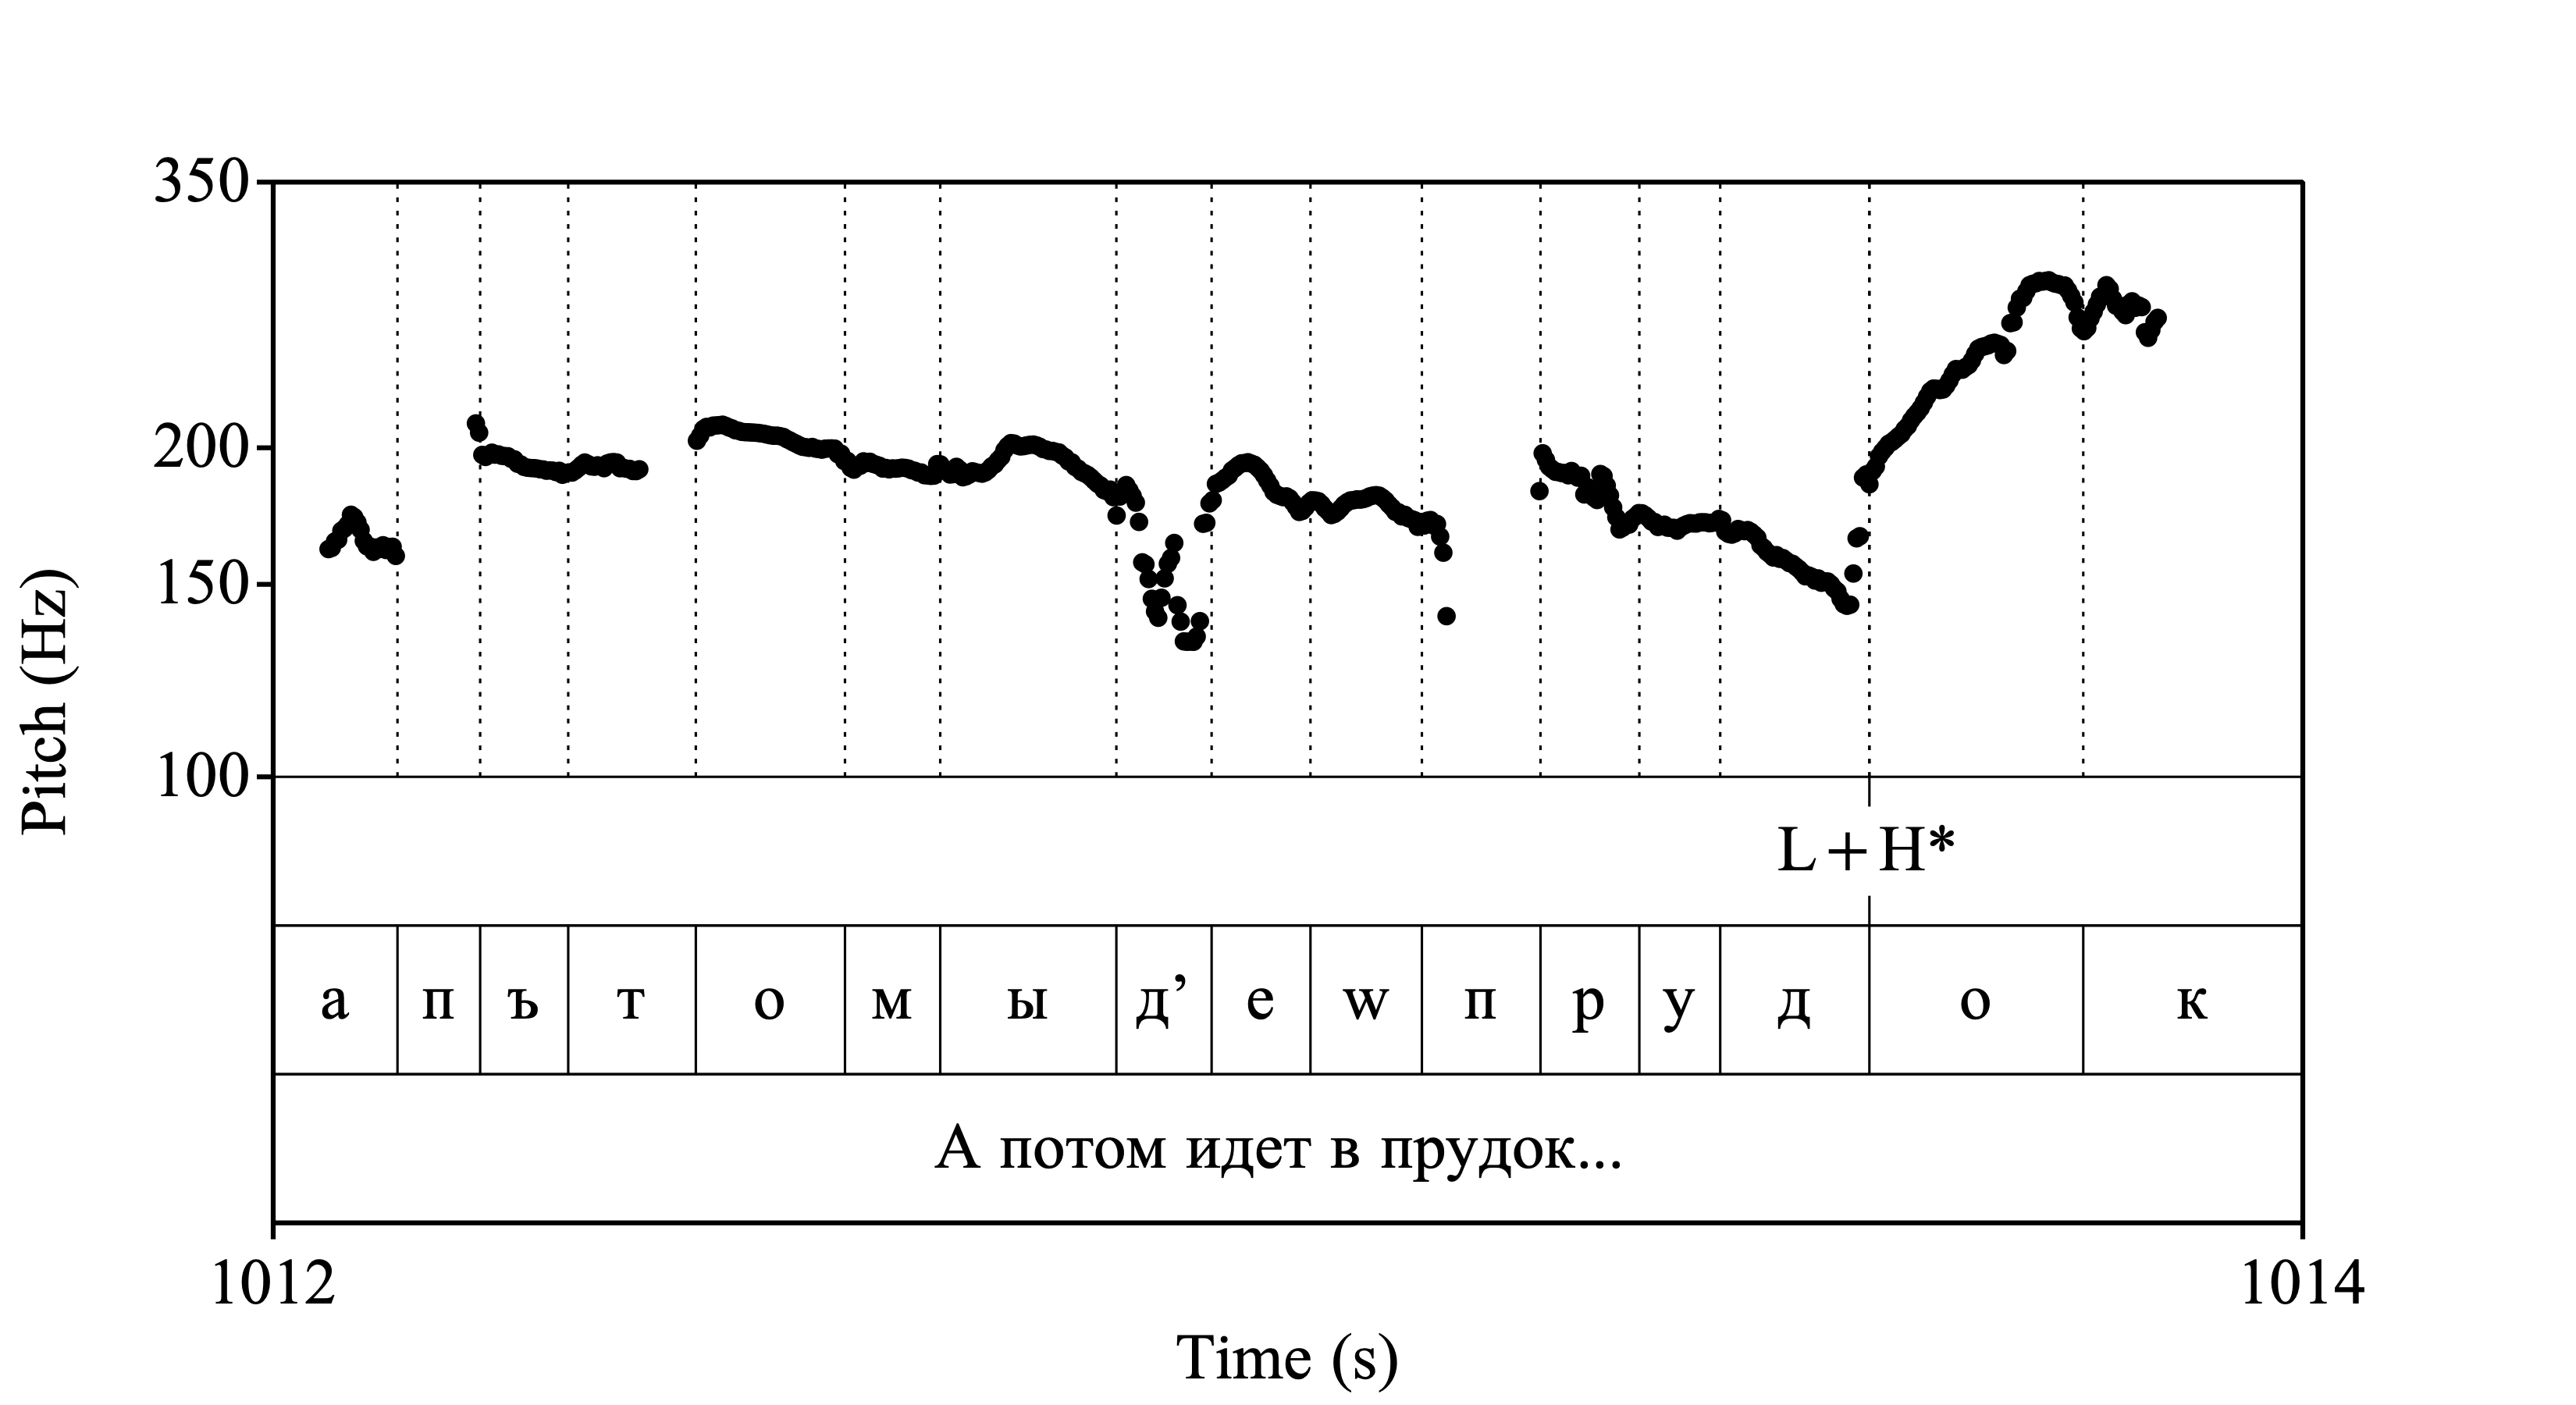 350
200
150
100
Pitch (Hz)
L+H*
а п ъ т о м ы д’ е w п р у д о к
А потом идет в прудок...
1012 1014
Time (s)